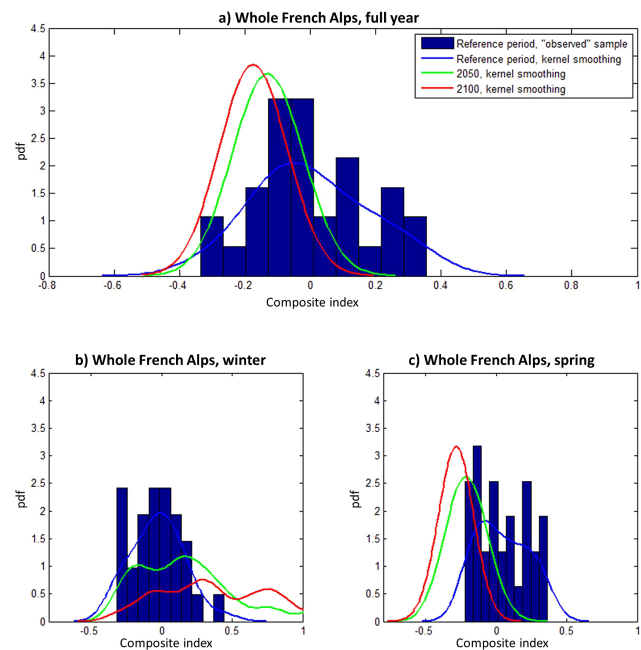 a) Whole French Alps, full year
Reference period, "observed" sample
Reference period, kernel smoothing
2050, kernel smoothing
2100, kernel smoothing
4.5
4
3.5
3
2.5
2
1.5
1
0.5
0
pdf
-0.8 -0.6 -0.4 -0.2 0 0.2 0.4 0.6 0.8 1
Composite index
b) Whole French Alps, winter
4.5
4
3.5
3
2.5
2
1.5
1
0.5
0
pdf
-0.5 0 0.5 1
Composite index
c) Whole French Alps, spring
4.5
4
3.5
3
2.5
2
1.5
1
0.5
0
pdf
-0.5 0 0.5 1
Composite index